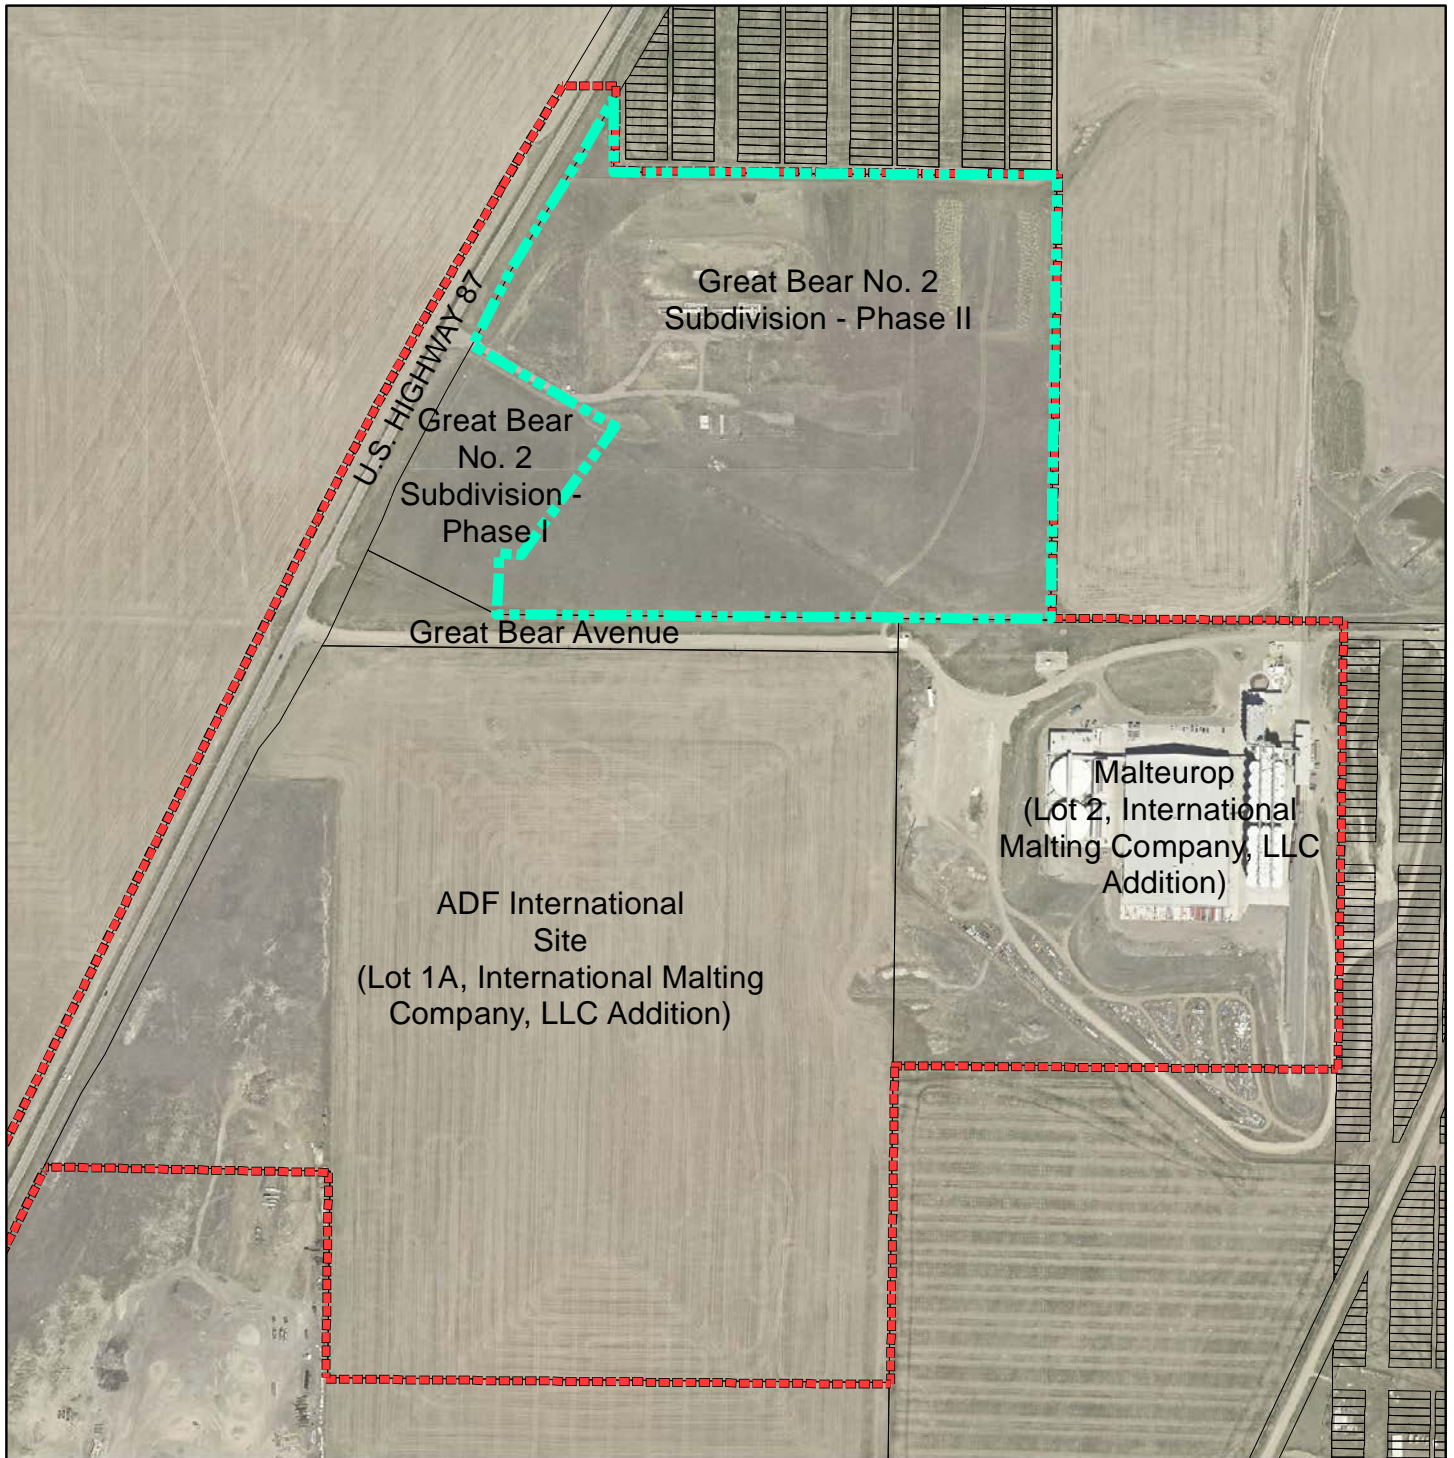 Great Bear No. 2
Subdivision - Phase II
U.S. HIGHWAY 87
Great Bear
No. 2
Subdivision -
Phase I
Great Bear Avenue
Malteurop
(Lot 2, International
Malting Company, LLC
Addition)
ADF International
Site
(Lot 1A, International Malting
Company, LLC Addition)